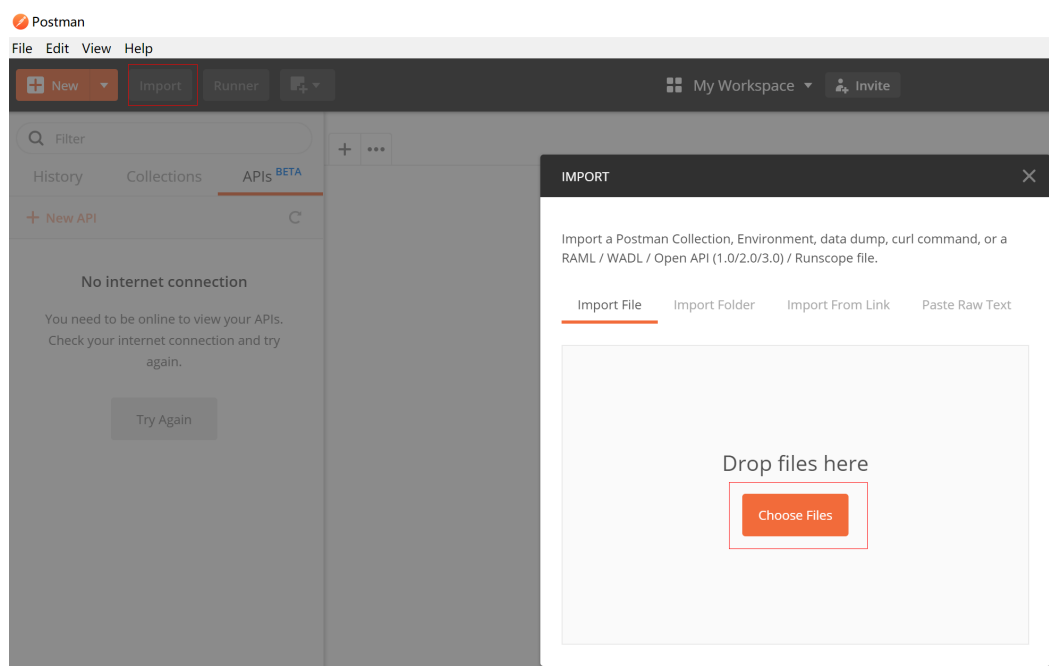 Postman
File Edit View Help
New Import Runner My Workspace Invite
Filter
History Collections APIs BETA
New API
No internet connection
You need to be online to view your APIs.
Check your internet connection and try
again.
Try Again
IMPORT
Import a Postman Collection, Environment, data dump, curl command, or a
RAML / WADL / Open API (1.0/2.0/3.0) / Runscope file.
Import File Import Folder Import From Link Paste Raw Text
Drop files here
Choose Files